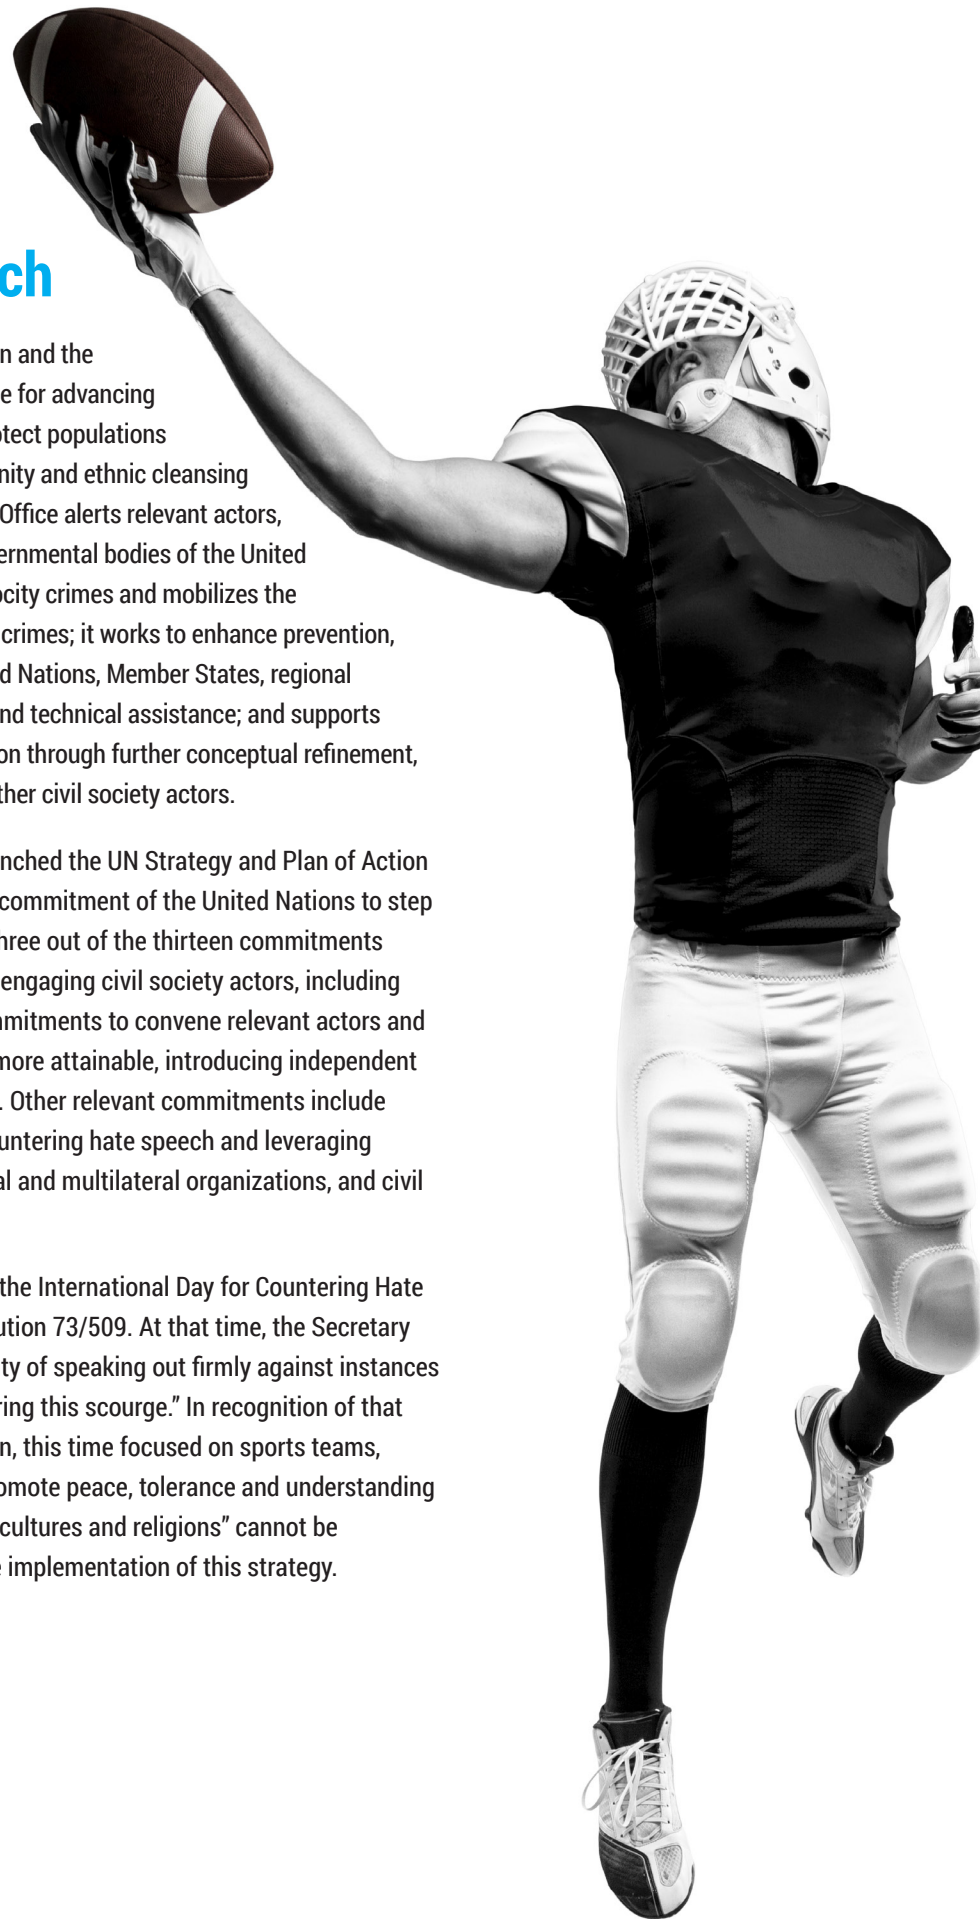 ch
n and the
e for advancing
otect populations
nity and ethnic cleansing
Office alerts relevant actors,
ernmental bodies of the United
ocity crimes and mobilizes the
crimes; it works to enhance prevention,
d Nations, Member States, regional
nd technical assistance; and supports
on through further conceptual refinement,
ther civil society actors.
nched the UN Strategy and Plan of Action
commitment of the United Nations to step
hree out of the thirteen commitments
engaging civil society actors, including
mmitments to convene relevant actors and
more attainable, introducing independent
. Other relevant commitments include
untering hate speech and leveraging
al and multilateral organizations, and civil
the International Day for Countering Hate
ution 73/509. At that time, the Secretary
ty of speaking out firmly against instances
ring this scourge.” In recognition of that
n, this time focused on sports teams,
omote peace, tolerance and understanding
cultures and religions” cannot be
e implementation of this strategy.